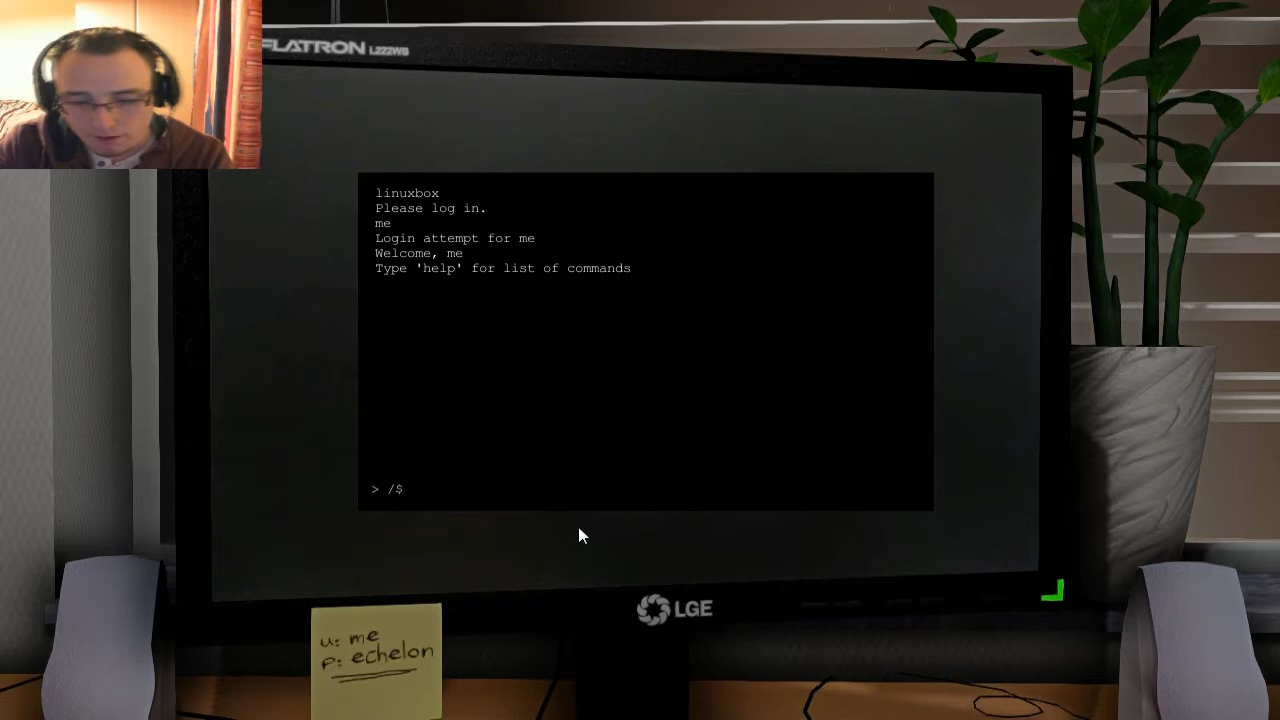 FLATRON L222WS
linuxbox
Please log in.
me
Login attempt for me
Welcome, me
Type 'help' for list of commands
> /$
LGE
u: me
p: echelon